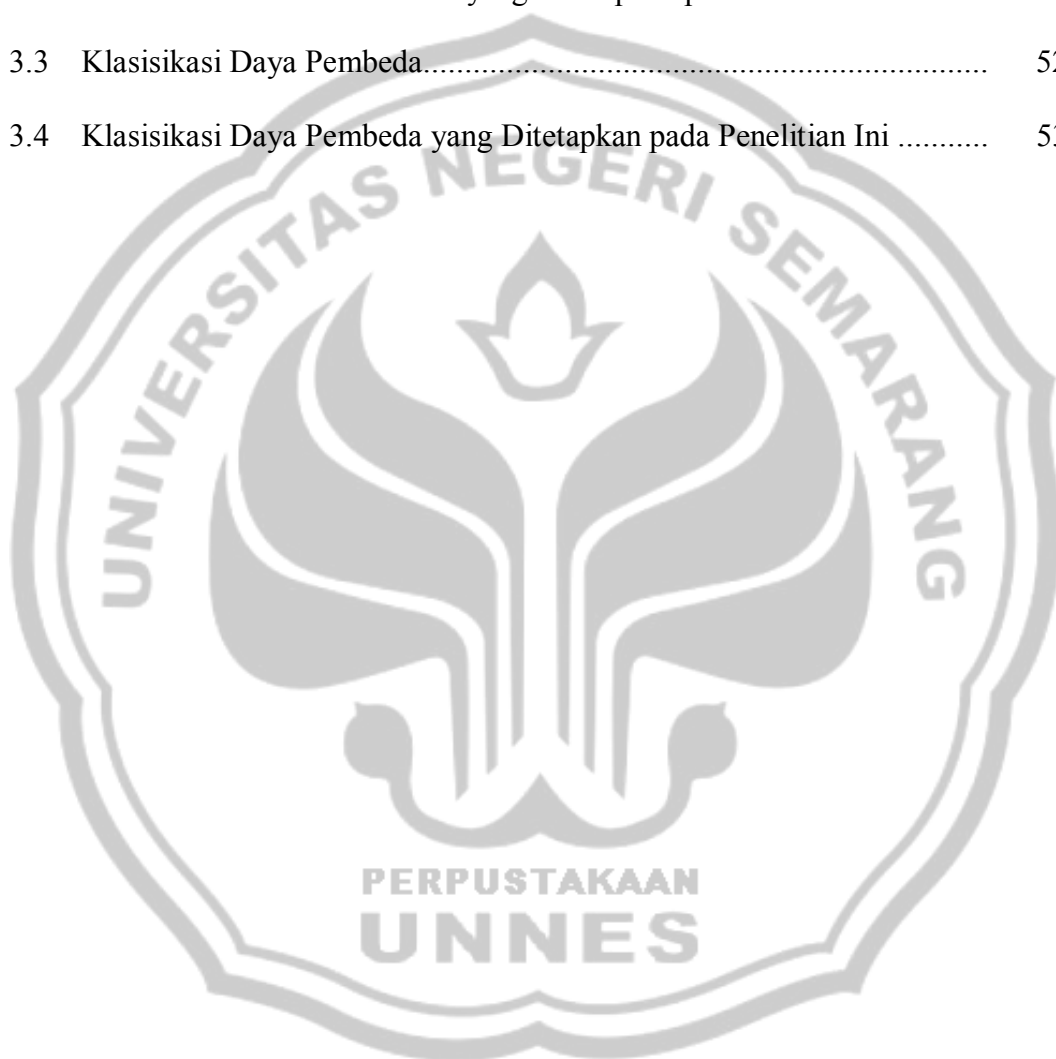 3.3 Klasisikasi Daya Pembeda.................................................................... 52
3.4 Klasisikasi Daya Pembeda yang Ditetapkan pada Penelitian Ini ...........
UNIVERSITAS NEGERI SEMARANG
PERPUSTAKAAN
UNNES